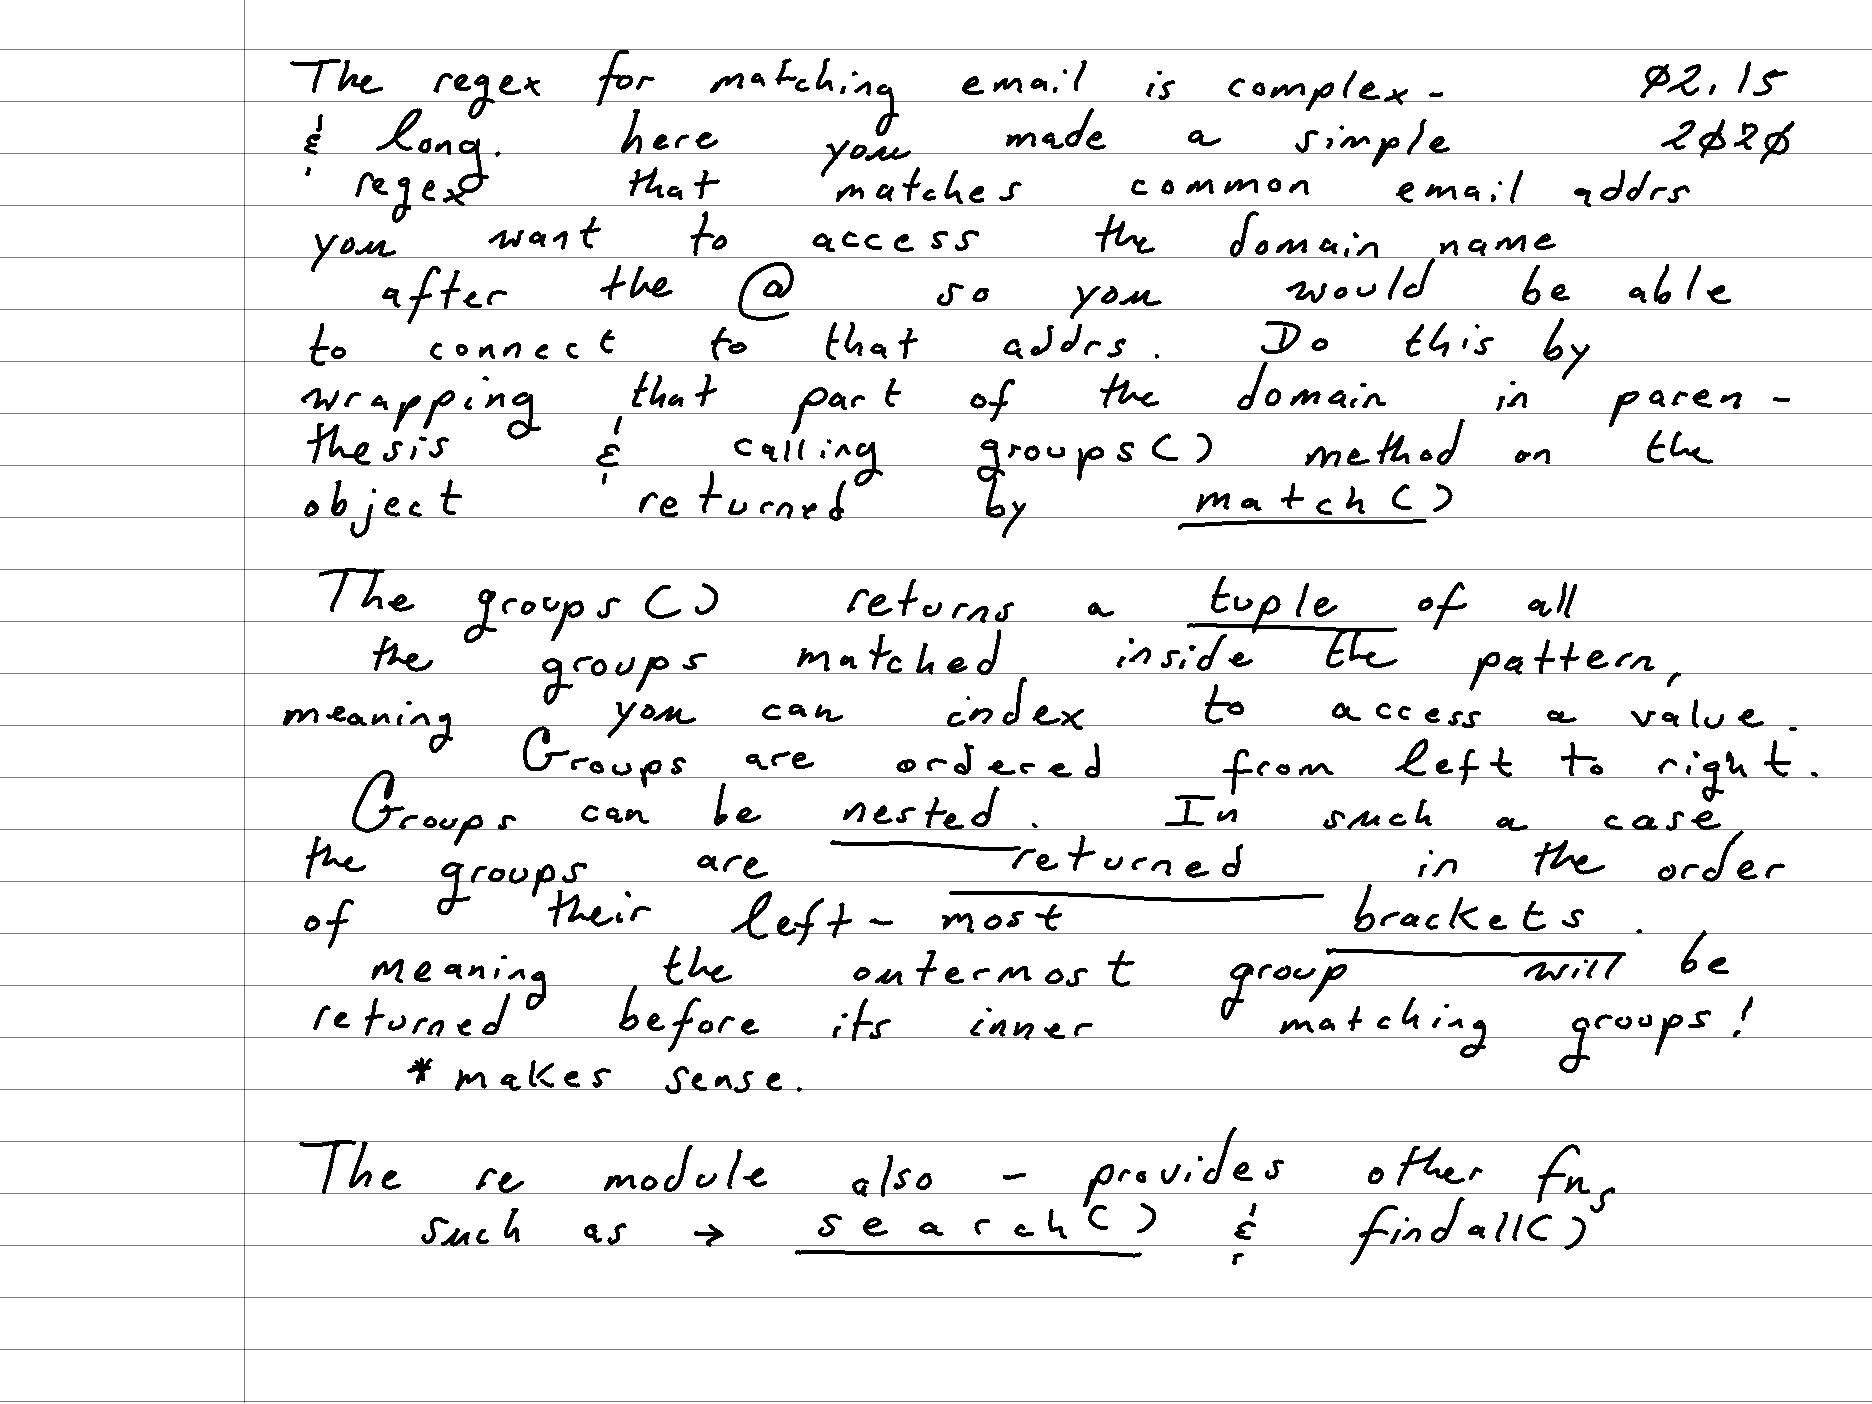 The regex for matching email is complex - 02.15
& long. here you made a simple 2020
regex that matches common email addrs
you want to access the domain name
after the @ so you would be able
to connect to that addrs. Do this by
wrapping that part of the domain in paren -
thesis & calling groups() method on the
object returned by match()
The groups() returns a tuple of all
the groups matched inside the pattern,
meaning you can index to access a value.
Groups are ordered from left to right.
Groups can be nested. In such a case,
the groups are returned in the order
of their left - most brackets.
meaning the outermost group will be
returned before its inner matching groups!
* makes sense.
The re module also - provides other fns
such as → search() & findall()